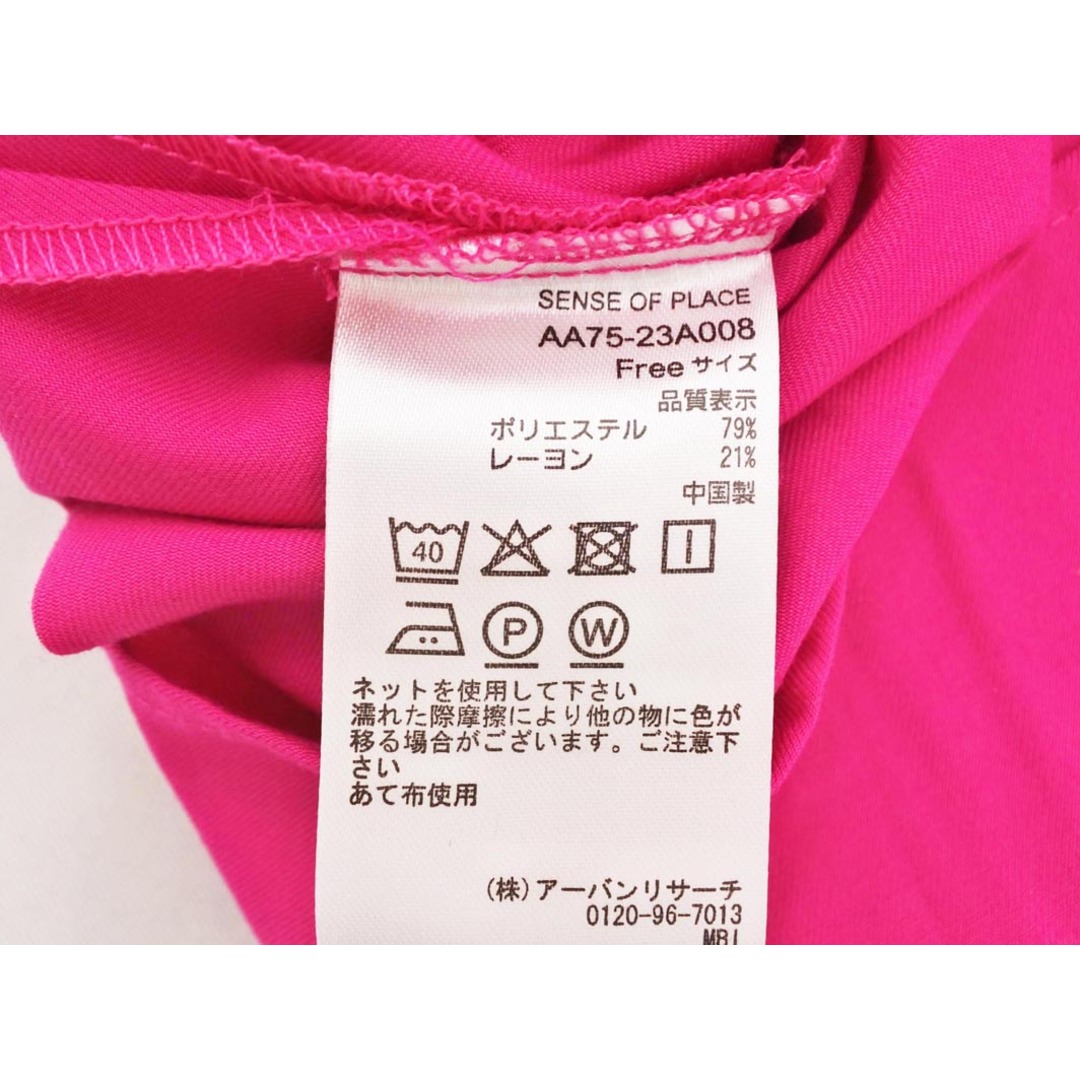 SENSE OF PLACE
AA75-23A008
Free サイズ
品質表示
ポリエステル 79%
レーヨン 21%
中国製
40
P W
ネットを使用して下さい
濡れた際摩擦により他の物に色が
移る場合がございます。ご注意下
さい
あて布使用
(株)アーバンリサーチ
0120-96-7013